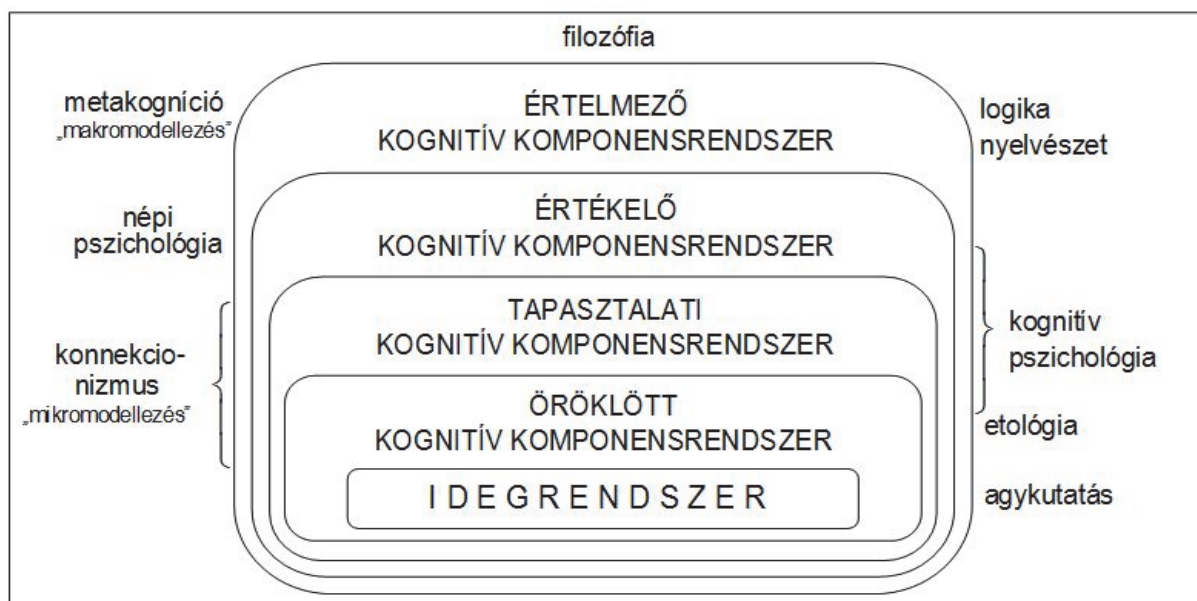 filozófia
metakogníció
„makromodellezés”
ÉRTELMEZŐ
KOGNITÍV KOMPONENSRENDSZER
logika
nyelvészet
népi
pszichológia
ÉRTÉKELŐ
KOGNITÍV KOMPONENSRENDSZER
TAPASZTALATI
KOGNITÍV KOMPONENSRENDSZER
kognitív
pszichológia
konnekcio-
nizmus
„mikromodellezés”
ÖRÖKLÖTT
KOGNITÍV KOMPONENSRENDSZER
etológia
I D E G R E N D S Z E R
agykutatás